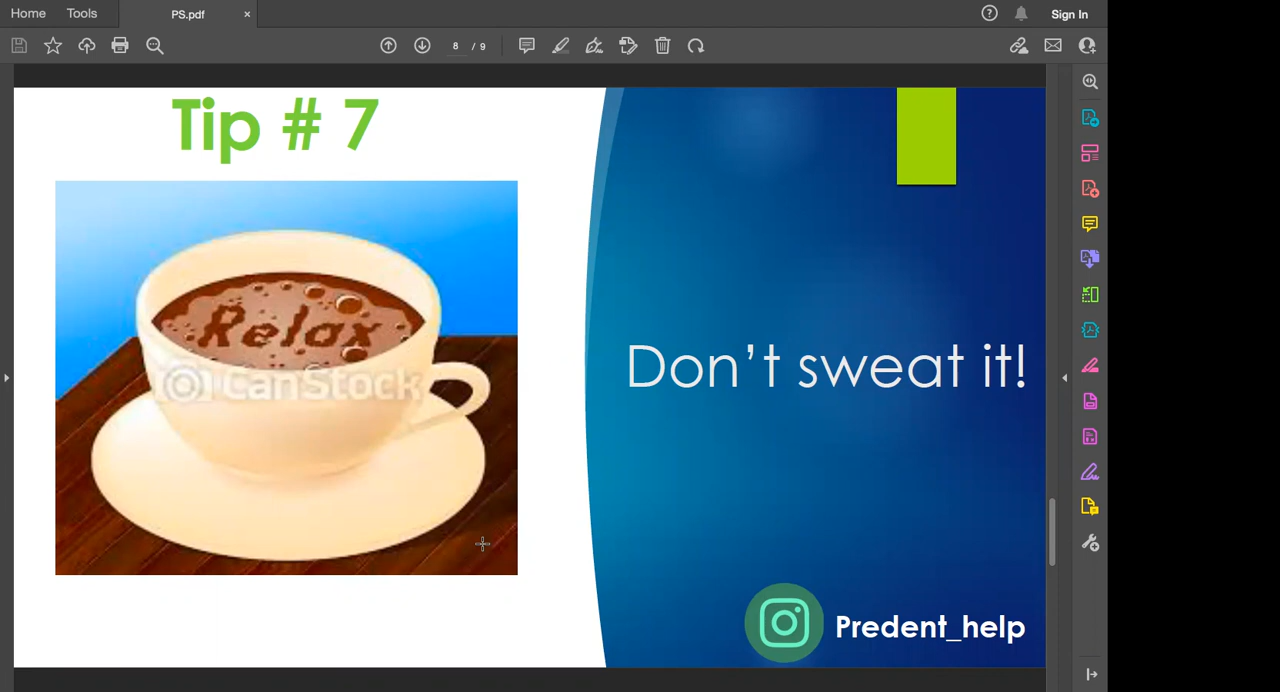 Home Tools PS.pdf × Sign In
8 / 9
Tip # 7
Relax
CanStock
Don't sweat it!
Predent_help